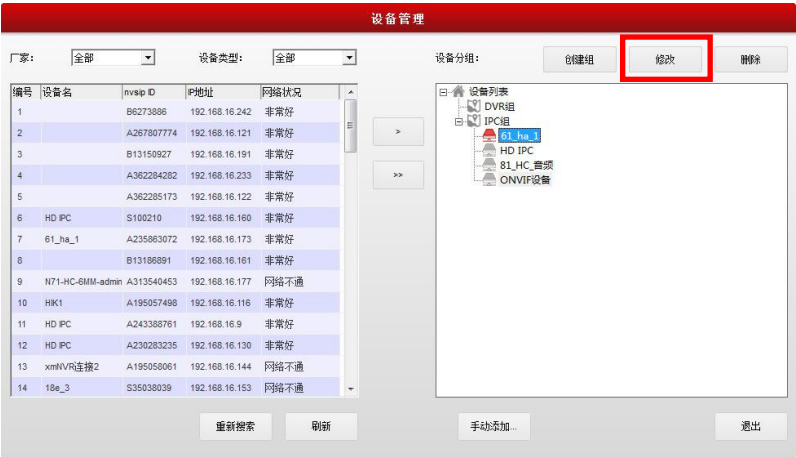 设备管理
厂家: 全部 设备类型: 全部 设备分组: 创建组 修改 删除
编号 设备名 nvsip ID IP地址 网络状况
1 B6273886 192.168.16.242 非常好
2 A267807774 192.168.16.121 非常好
3 B13150927 192.168.16.191 非常好
4 A362284282 192.168.16.233 非常好
5 A362285173 192.168.16.122 非常好
6 HD IPC S100210 192.168.16.160 非常好
7 61_ha_1 A235863072 192.168.16.173 非常好
8 B13186891 192.168.16.161 非常好
9 N71-HC-6MM-admin A313540453 192.168.16.177 网络不通
10 HIK1 A195057498 192.168.16.116 非常好
11 HD IPC A243388761 192.168.16.9 非常好
12 HD IPC A230283235 192.168.16.130 非常好
13 xmNVR连接2 A195058061 192.168.16.144 网络不通
14 18e_3 S35038039 192.168.16.153 网络不通
>
>>
设备列表
DVR组
IPC组
61_ha_1
HD IPC
81_HC_音频
ONVIF设备
重新搜索 刷新 手动添加... 退出